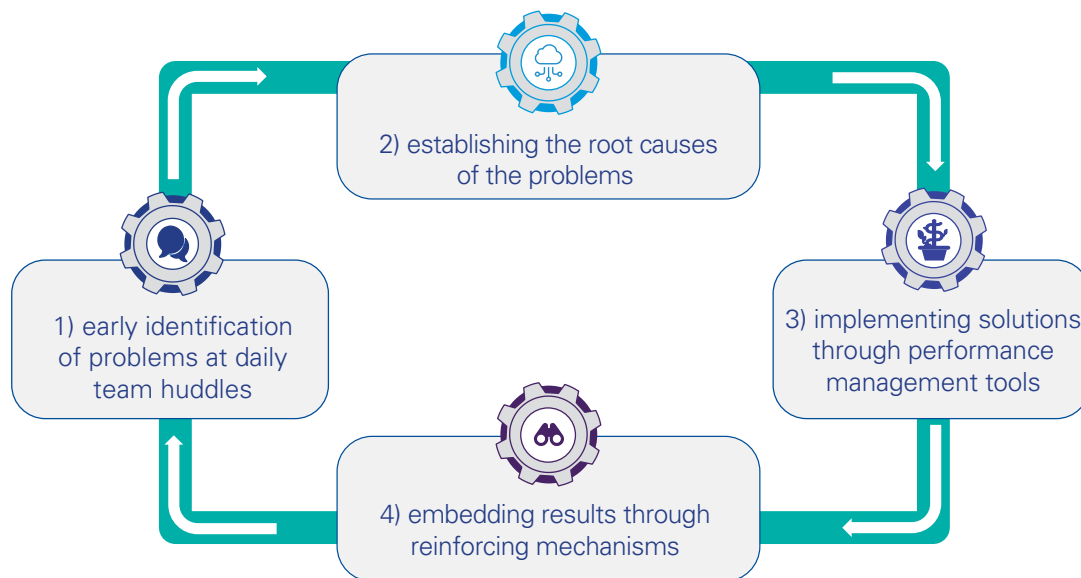 1) early identification
of problems at daily
team huddles
2) establishing the root causes
of the problems
3) implementing solutions
through performance
management tools
4) embedding results through
reinforcing mechanisms